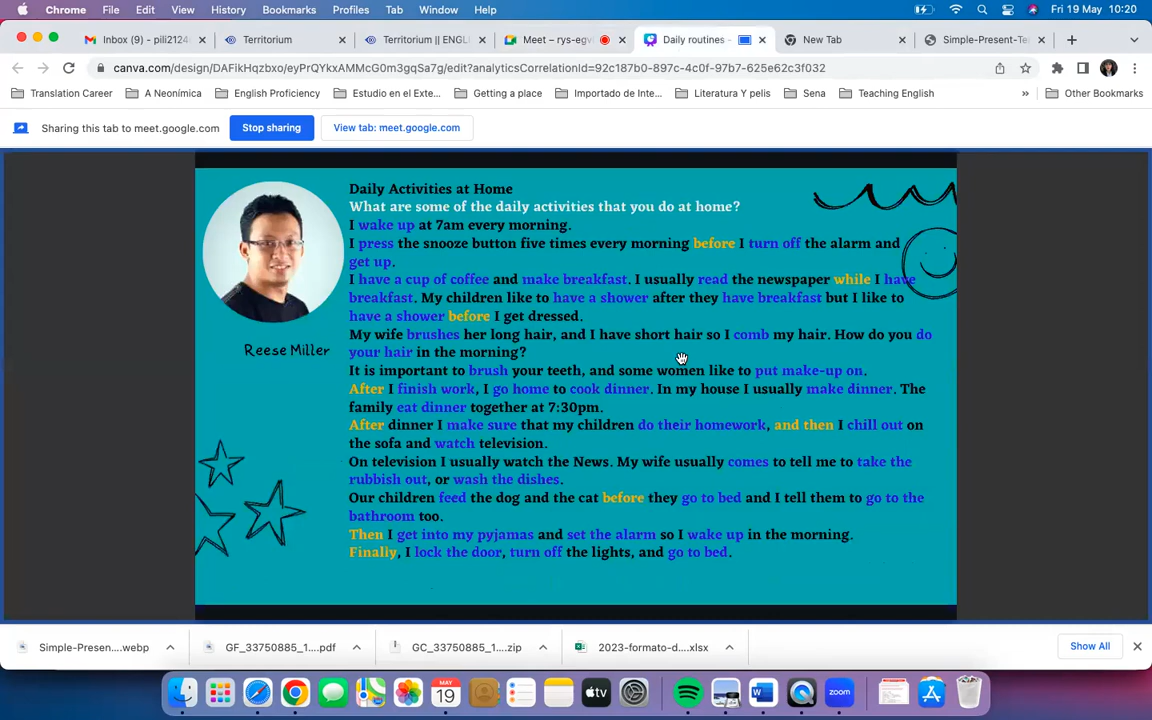 Chrome File Edit View History Bookmarks Profiles Tab Window Help Fri 19 May 10:20
Inbox (9) - pili2124 Territorium Territorium || ENGL Meet – rys-egvi Daily routines - New Tab Simple-Present-Te
canva.com/design/DAFikHqzbxo/eyPrQYkxAMMcG0m3gqSa7g/edit?analyticsCorrelationId=92c187b0-897c-4c0f-97b7-625e62c3f032
Translation Career A Neonímica English Proficiency Estudio en el Exte... Getting a place Importado de Inte... Literatura Y pelis Sena Teaching English » Other Bookmarks
Sharing this tab to meet.google.com Stop sharing View tab: meet.google.com
Daily Activities at Home
What are some of the daily activities that you do at home?
I wake up at 7am every morning.
I press the snooze button five times every morning before I turn off the alarm and
get up.
I have a cup of coffee and make breakfast. I usually read the newspaper while I have
breakfast. My children like to have a shower after they have breakfast but I like to
have a shower before I get dressed.
My wife brushes her long hair, and I have short hair so I comb my hair. How do you do
your hair in the morning?
It is important to brush your teeth, and some women like to put make-up on.
After I finish work, I go home to cook dinner. In my house I usually make dinner. The
family eat dinner together at 7:30pm.
After dinner I make sure that my children do their homework, and then I chill out on
the sofa and watch television.
On television I usually watch the News. My wife usually comes to tell me to take the
rubbish out, or wash the dishes.
Our children feed the dog and the cat before they go to bed and I tell them to go to the
bathroom too.
Then I get into my pyjamas and set the alarm so I wake up in the morning.
Finally, I lock the door, turn off the lights, and go to bed.
Reese Miller
Simple-Presen....webp GF_33750885_1....pdf GC_33750885_1....zip 2023-formato-d....xlsx Show All
MAY
19
tv
zoom